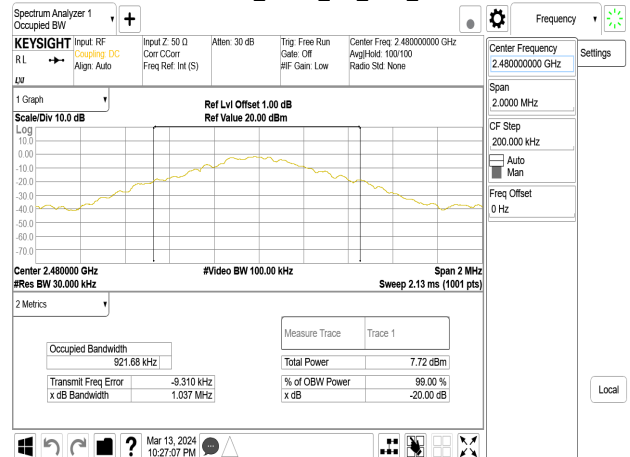 Spectrum Analyzer 1
Occupied BW
Frequency
KEYSIGHT
R L
Input: RF
Coupling: DC
Align: Auto
Input Z: 50 Ω
Corr CCorr
Freq Ref: Int (S)
Atten: 30 dB
Trig: Free Run
Gate: Off
#IF Gain: Low
Center Freq: 2.480000000 GHz
Avg|Hold: 100/100
Radio Std: None
Center Frequency
2.480000000 GHz
Settings
Span
2.0000 MHz
CF Step
200.000 kHz
Auto
Man
Freq Offset
0 Hz
1 Graph
Scale/Div 10.0 dB
Ref Lvl Offset 1.00 dB
Ref Value 20.00 dBm
Log
10.0
0.00
-10.0
-20.0
-30.0
-40.0
-50.0
-60.0
-70.0
Center 2.480000 GHz
#Res BW 30.000 kHz
#Video BW 100.00 kHz
Span 2 MHz
Sweep 2.13 ms (1001 pts)
2 Metrics
Measure Trace Trace 1
Occupied Bandwidth
921.68 kHz
Total Power 7.72 dBm
Transmit Freq Error -9.310 kHz
% of OBW Power 99.00 %
x dB Bandwidth 1.037 MHz
x dB -20.00 dB
Local
Mar 13, 2024
10:27:07 PM